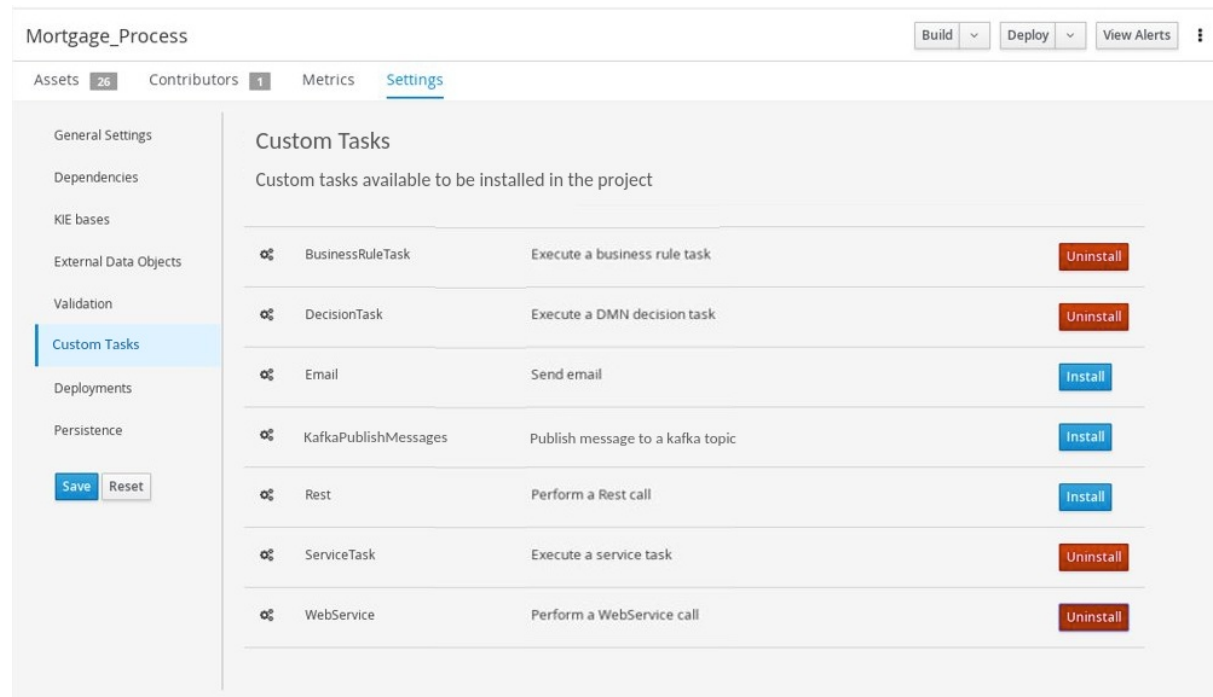 Mortgage_Process
Build Deploy View Alerts
Assets 26 Contributors 1 Metrics Settings
General Settings
Dependencies
KIE bases
External Data Objects
Validation
Custom Tasks
Deployments
Persistence
Save Reset
Custom Tasks
Custom tasks available to be installed in the project
BusinessRuleTask Execute a business rule task Uninstall
DecisionTask Execute a DMN decision task Uninstall
Email Send email Install
KafkaPublishMessages Publish message to a kafka topic Install
Rest Perform a Rest call Install
ServiceTask Execute a service task Uninstall
WebService Perform a WebService call Uninstall